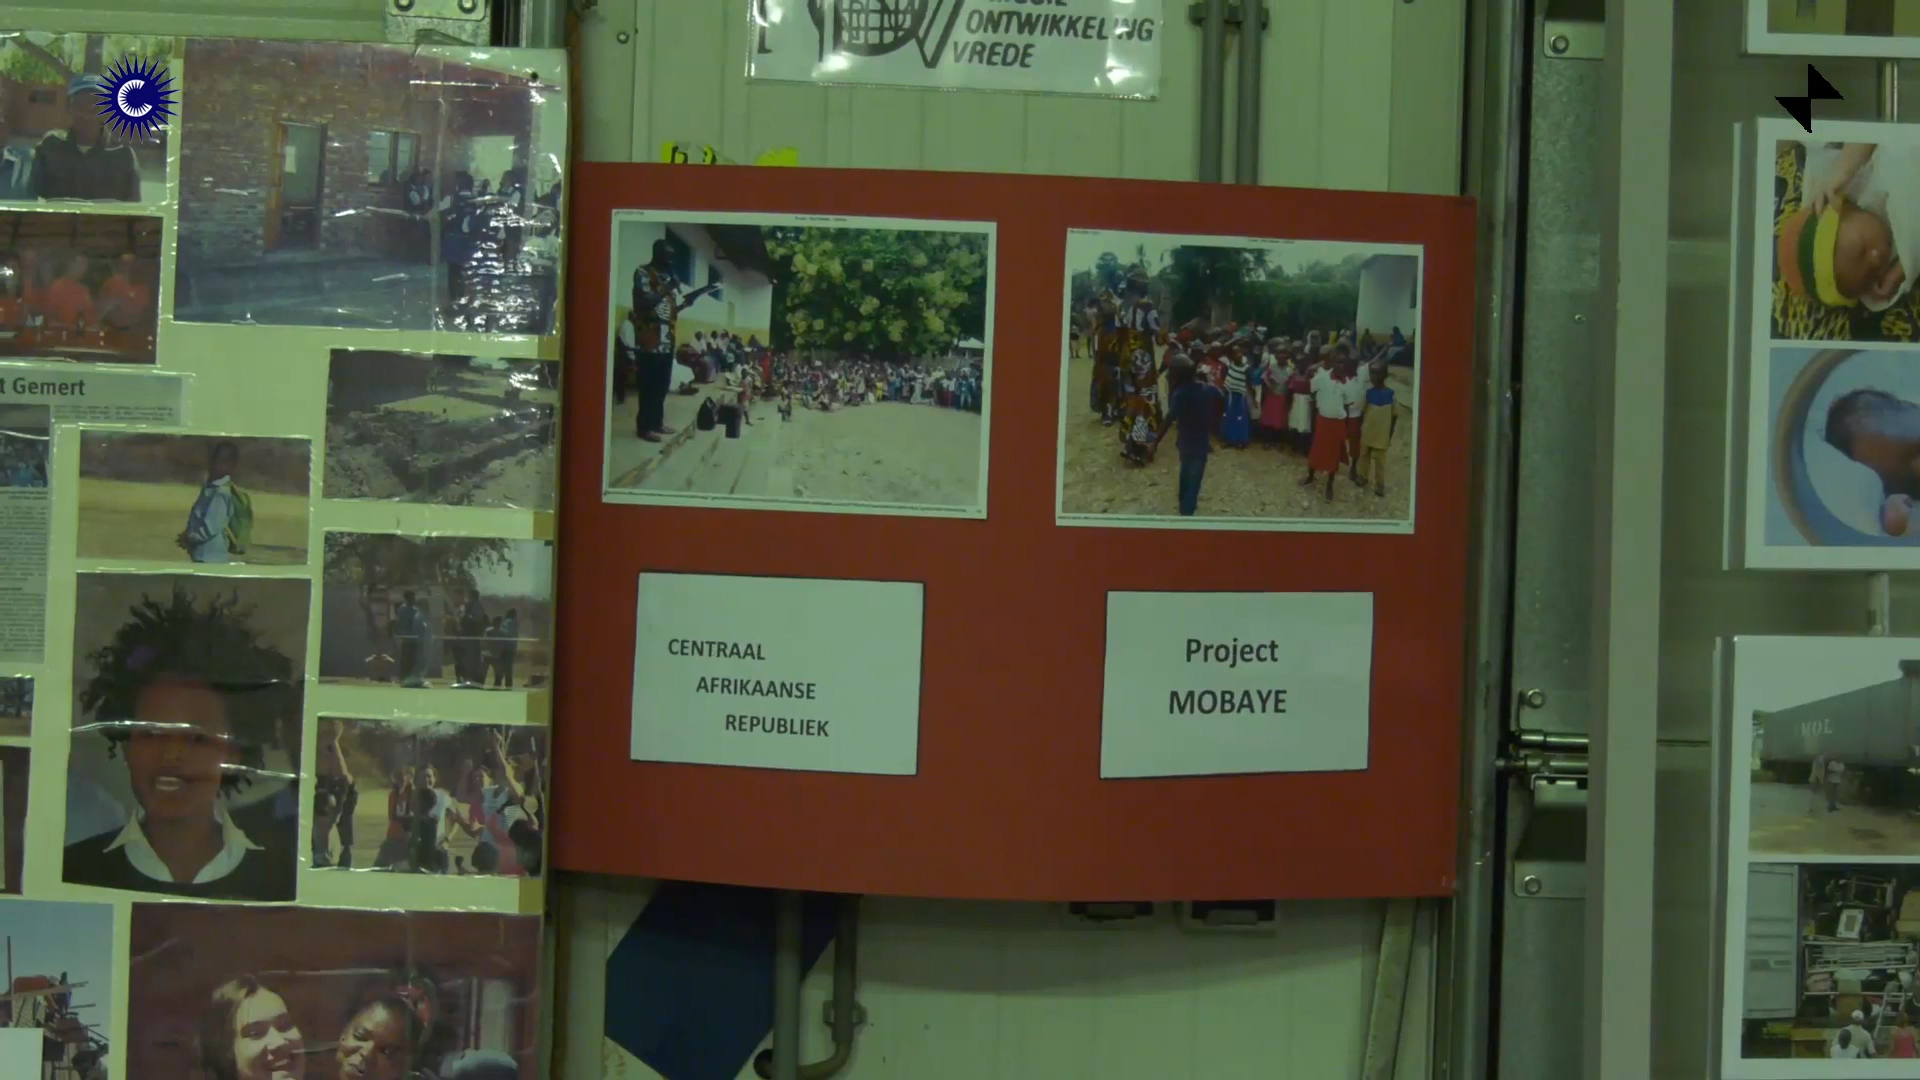 ONTWIKKELING
VREDE
t Gemert
CENTRAAL
AFRIKAANSE
REPUBLIEK
Project
MOBAYE
MOL